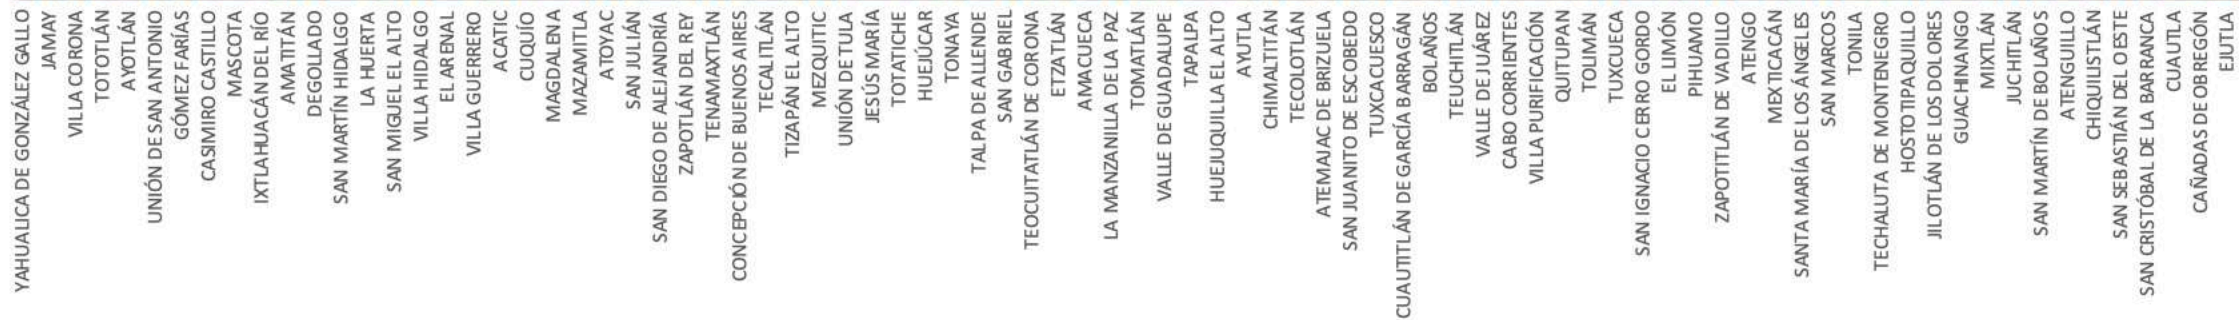 YAHUALICA DE GONZÁLEZ GALLO
JAMAY
VILLA CORONA
TOTOTLÁN
AYOTLÁN
UNIÓN DE SAN ANTONIO
GÓMEZ FARÍAS
CASIMIRO CASTILLO
MASCOTA
IXTLAHUACÁN DEL RÍO
AMATITÁN
DEGOLLADO
SAN MARTÍN HIDALGO
LA HUERTA
SAN MIGUEL EL ALTO
VILLA HIDALGO
EL ARENAL
VILLA GUERRERO
ACATIC
CUQUÍO
MAGDALENA
MAZAMITLA
ATOYAC
SAN JULIÁN
SAN DIEGO DE ALEJANDRÍA
ZAPOTLÁN DEL REY
TENAMAXTLÁN
CONCEPCIÓN DE BUENOS AIRES
TECALITLÁN
TIZAPÁN EL ALTO
MEZQUITIC
UNIÓN DE TULA
JESÚS MARÍA
TOTATICHE
HUEJÚCAR
TONAYA
TALPA DE ALLENDE
SAN GABRIEL
TEOCUITATLÁN DE CORONA
ETZATLÁN
AMACUECA
LA MANZANILLA DE LA PAZ
TOMATLÁN
VALLE DE GUADALUPE
TAPALPA
HUEJUQUILLA EL ALTO
AYUTLA
CHIMALTITÁN
TECOLOTLÁN
ATEMAJAC DE BRIZUELA
SAN JUANITO DE ESCOBEDO
TUXCACUESCO
CUAUTITLÁN DE GARCÍA BARRAGÁN
BOLAÑOS
TEUCHITLÁN
VALLE DE JUÁREZ
CABO CORRIENTES
VILLA PURIFICACIÓN
QUITUPAN
TOLIMÁN
TUXCUECA
SAN IGNACIO CERRO GORDO
EL LIMÓN
PIHUAMO
ZAPOTITLÁN DE VADILLO
ATENGO
MEXTICACÁN
SANTA MARÍA DE LOS ÁNGELES
SAN MARCOS
TONILA
TECHALUTA DE MONTENEGRO
HOSTOTIPAQUILLO
JILOTLÁN DE LOS DOLORES
GUACHINANGO
MIXTLÁN
JUCHITLÁN
SAN MARTÍN DE BOLAÑOS
ATENGUILLO
CHIQUILISTLÁN
SAN SEBASTIÁN DEL OESTE
SAN CRISTÓBAL DE LA BARRANCA
CUAUTLA
CAÑADAS DE OBREGÓN
EJUTLA